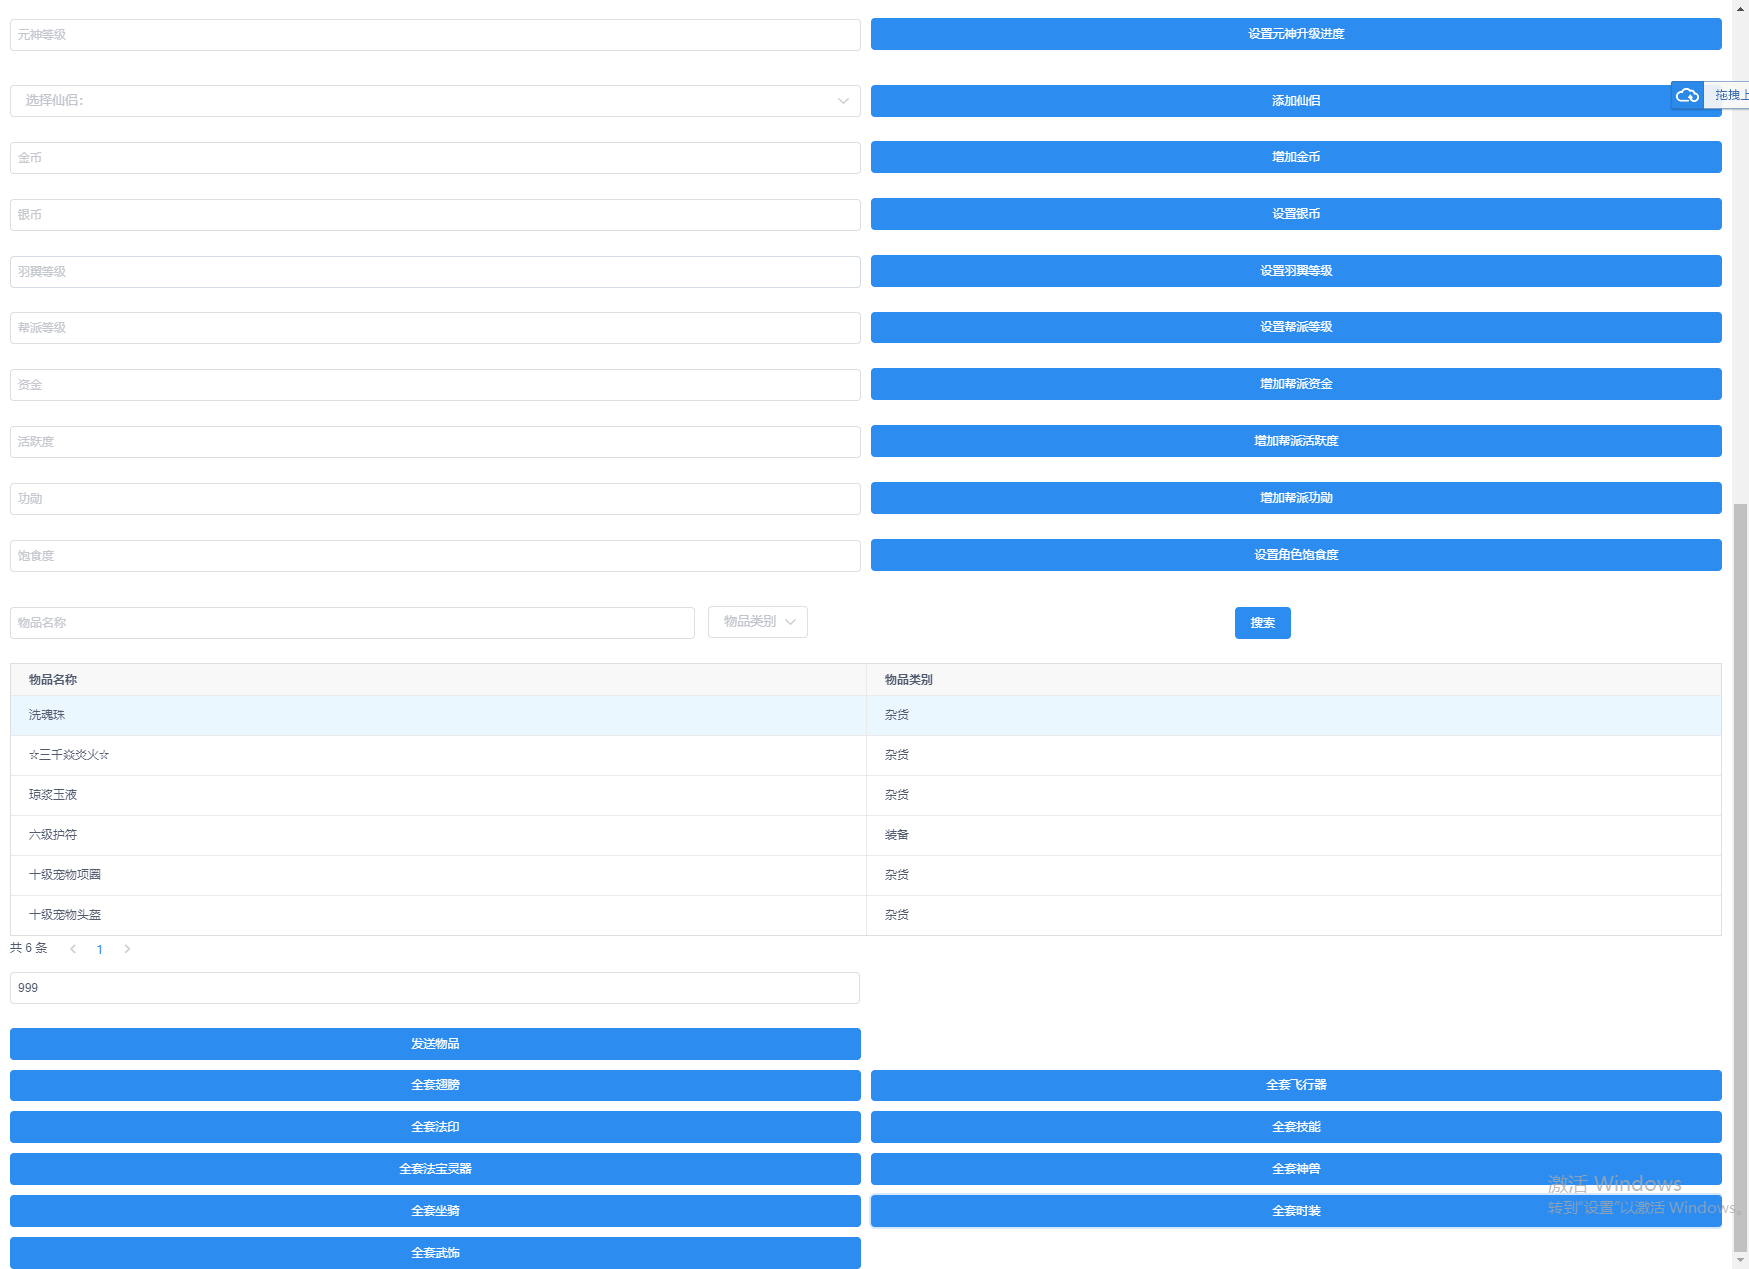 元神等级 设置元神升级进度
选择仙侣: 添加仙侣
拖拽上
金币 增加金币
银币 设置银币
羽翼等级 设置羽翼等级
帮派等级 设置帮派等级
资金 增加帮派资金
活跃度 增加帮派活跃度
功勋 增加帮派功勋
饱食度 设置角色饱食度
物品名称 物品类别 搜索
物品名称 物品类别
洗魂珠 杂货
☆三千焱炎火☆ 杂货
琼浆玉液 杂货
六级护符 装备
十级宠物项圈 杂货
十级宠物头盔 杂货
共 6 条 < 1 >
999
发送物品
全套翅膀 全套飞行器
全套法印 全套技能
全套法宝灵器 全套神兽
激活 Windows
转到"设置"以激活 Windows。
全套坐骑 全套时装
全套武饰